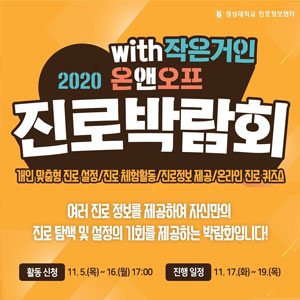 경성대학교 진로정보센터
with작은거인
2020 온앤오프
진로박람회
개인 맞춤형 진로 설정/진로 체험활동/진로정보 제공/온라인 진로 퀴즈쇼
여러 진로 정보를 제공하여 자신만의
진로 탐색 및 설정의 기회를 제공하는 박람회입니다!
활동 신청 11. 5.(목) ~ 16.(월) 17:00 진행 일정 11. 17.(화) ~ 19.(목)